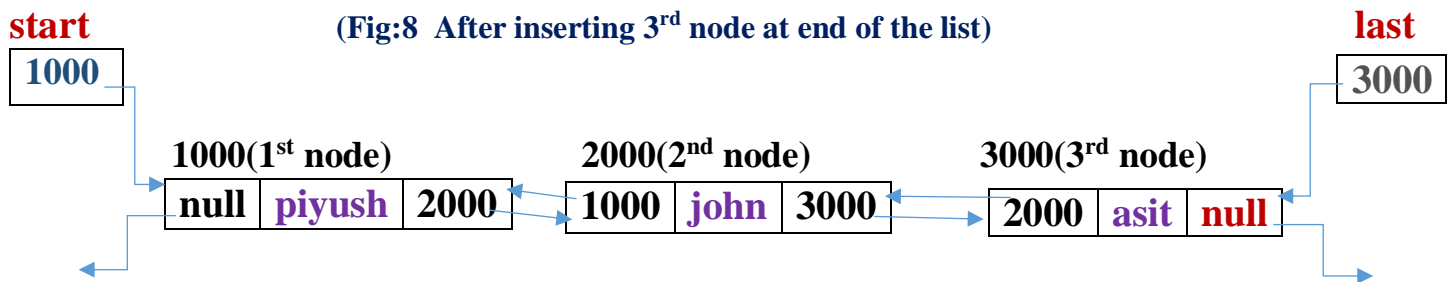 start (Fig:8 After inserting 3rd node at end of the list) last
1000 3000
1000(1st node) 2000(2nd node) 3000(3rd node)
null piyush 2000 1000 john 3000 2000 asit null